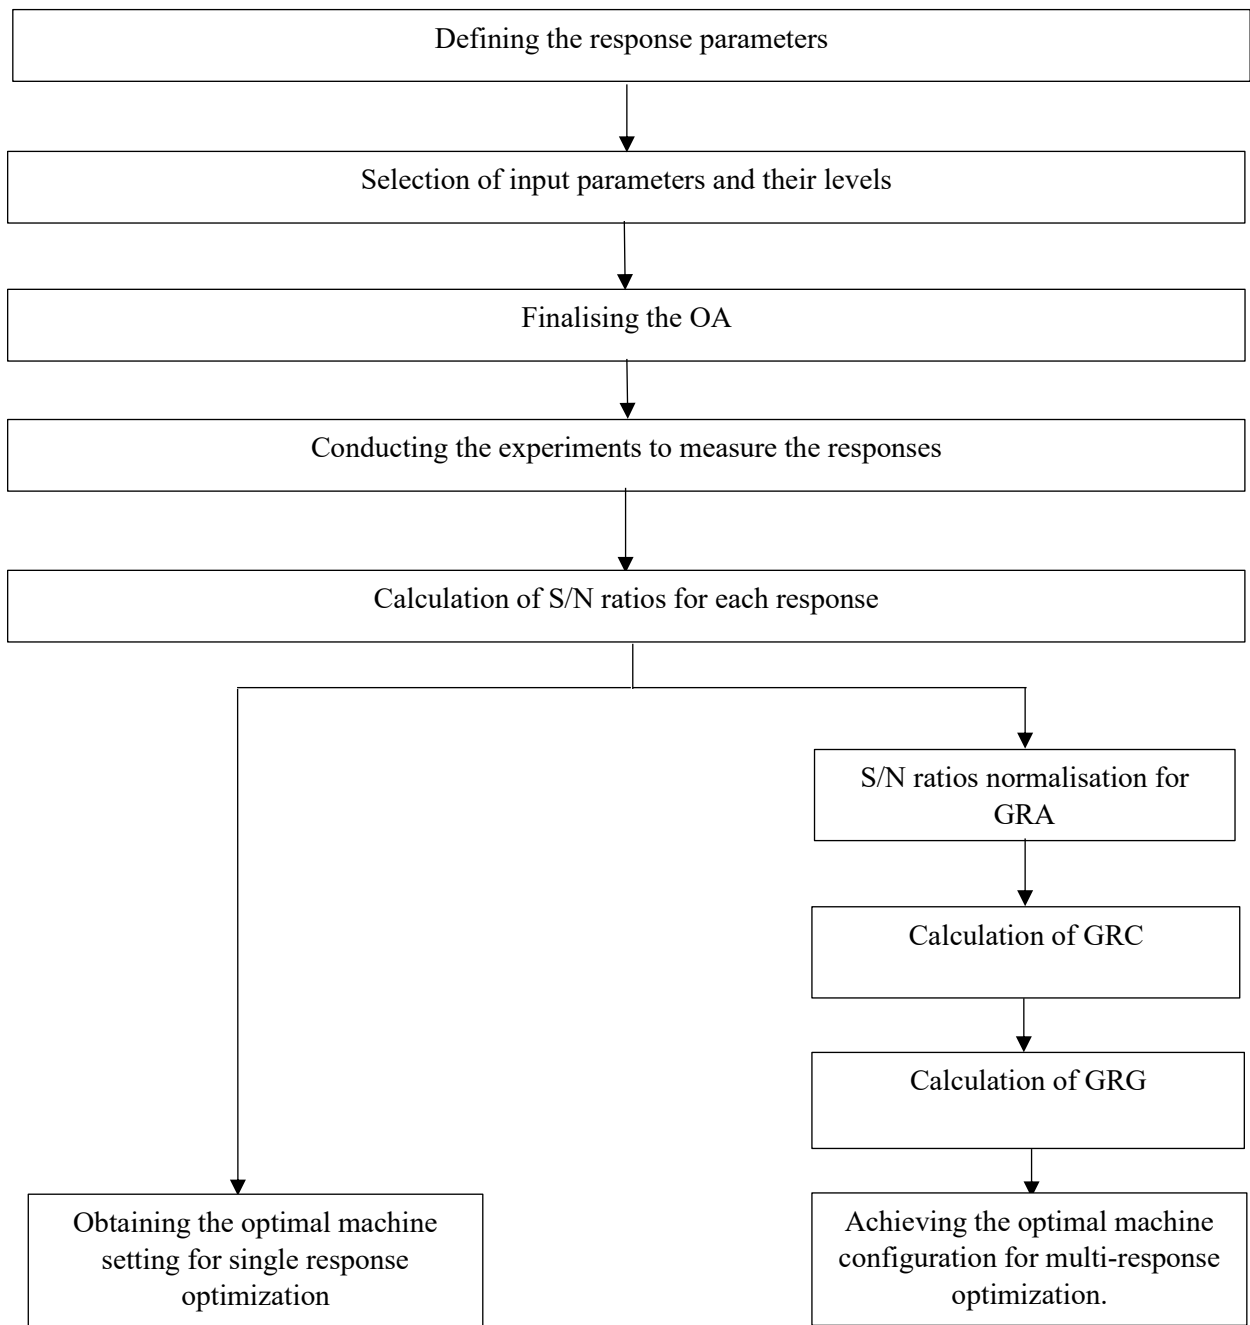 Defining the response parameters
Selection of input parameters and their levels
Finalising the OA
Conducting the experiments to measure the responses
Calculation of S/N ratios for each response
S/N ratios normalisation for
GRA
Calculation of GRC
Calculation of GRG
Obtaining the optimal machine
setting for single response
optimization
Achieving the optimal machine
configuration for multi-response
optimization.